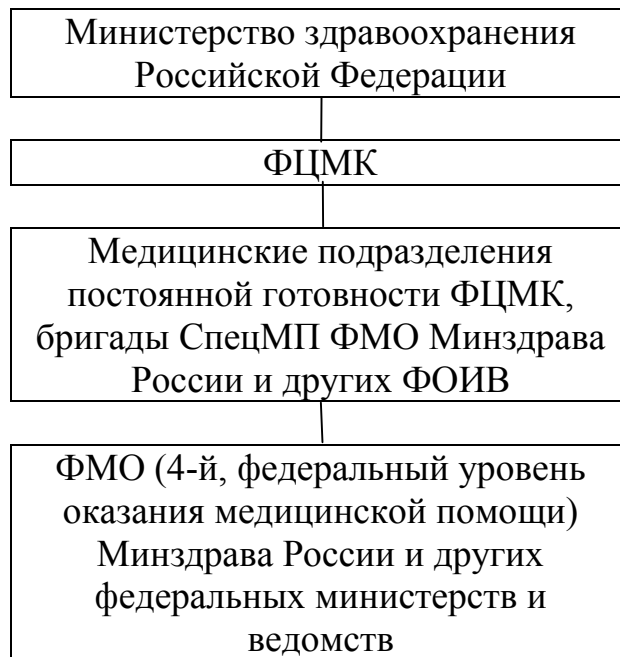 Министерство здравоохранения
Российской Федерации
ФЦМК
Медицинские подразделения
постоянной готовности ФЦМК,
бригады СпецМП ФМО Минздрава
России и других ФОИВ
ФМО (4-й, федеральный уровень
оказания медицинской помощи)
Минздрава России и других
федеральных министерств и
ведомств